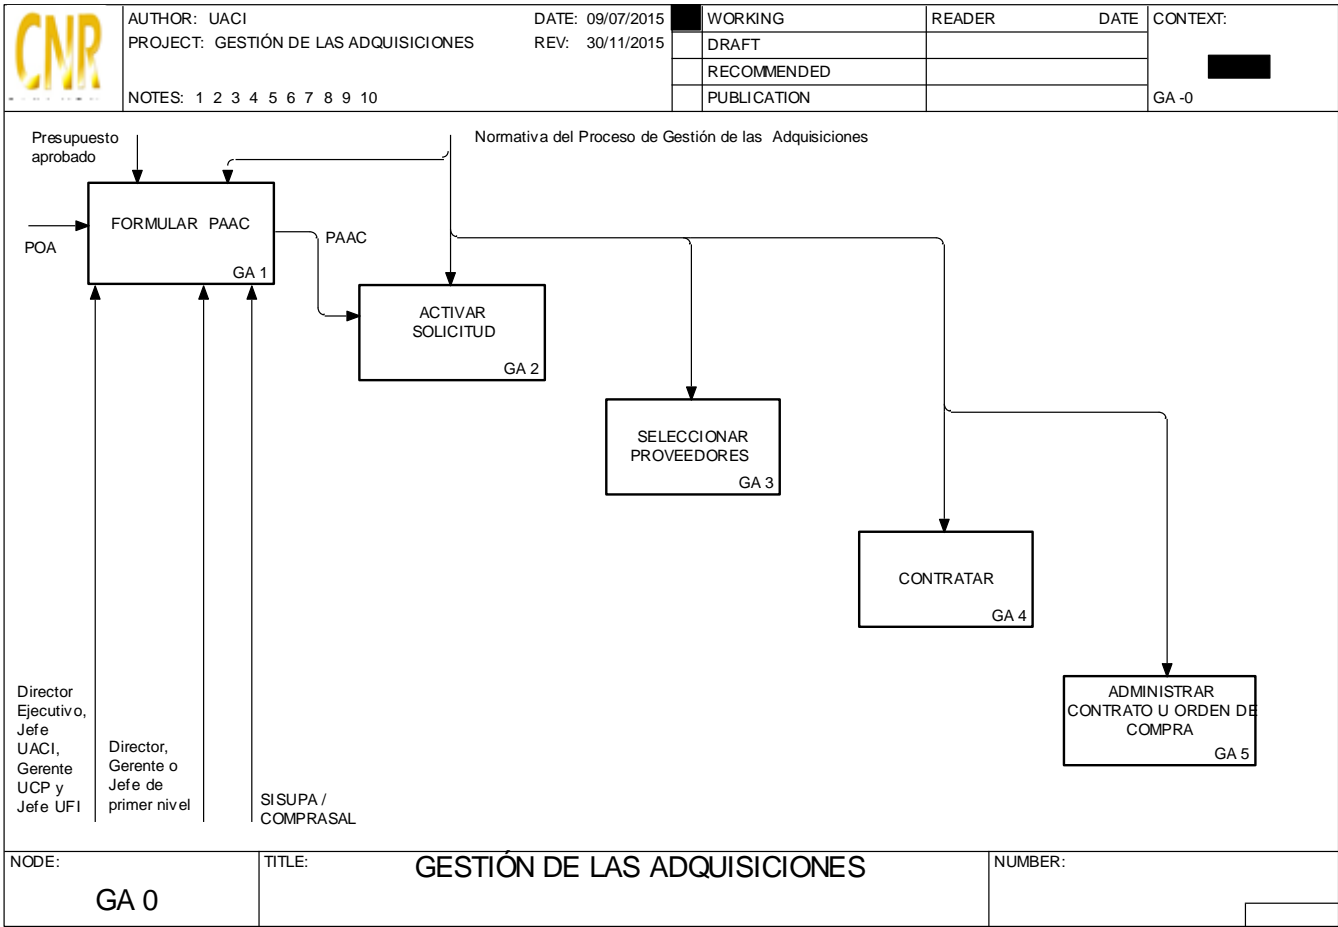 CNR
AUTHOR: UACI
DATE: 09/07/2015
PROJECT: GESTIÓN DE LAS ADQUISICIONES
REV: 30/11/2015
NOTES: 1 2 3 4 5 6 7 8 9 10
WORKING
DRAFT
RECOMMENDED
PUBLICATION
READER DATE
CONTEXT:
GA -0
Presupuesto
aprobado
Normativa del Proceso de Gestión de las Adquisiciones
POA
FORMULAR PAAC
GA 1
PAAC
ACTIVAR
SOLICITUD
GA 2
SELECCIONAR
PROVEEDORES
GA 3
CONTRATAR
GA 4
ADMINISTRAR
CONTRATO U ORDEN DE
COMPRA
GA 5
Director
Ejecutivo,
Jefe
UACI,
Gerente
UCP y
Jefe UFI
Director,
Gerente o
Jefe de
primer nivel
SISUPA /
COMPRASAL
NODE:
GA 0
TITLE:
GESTIÓN DE LAS ADQUISICIONES
NUMBER: